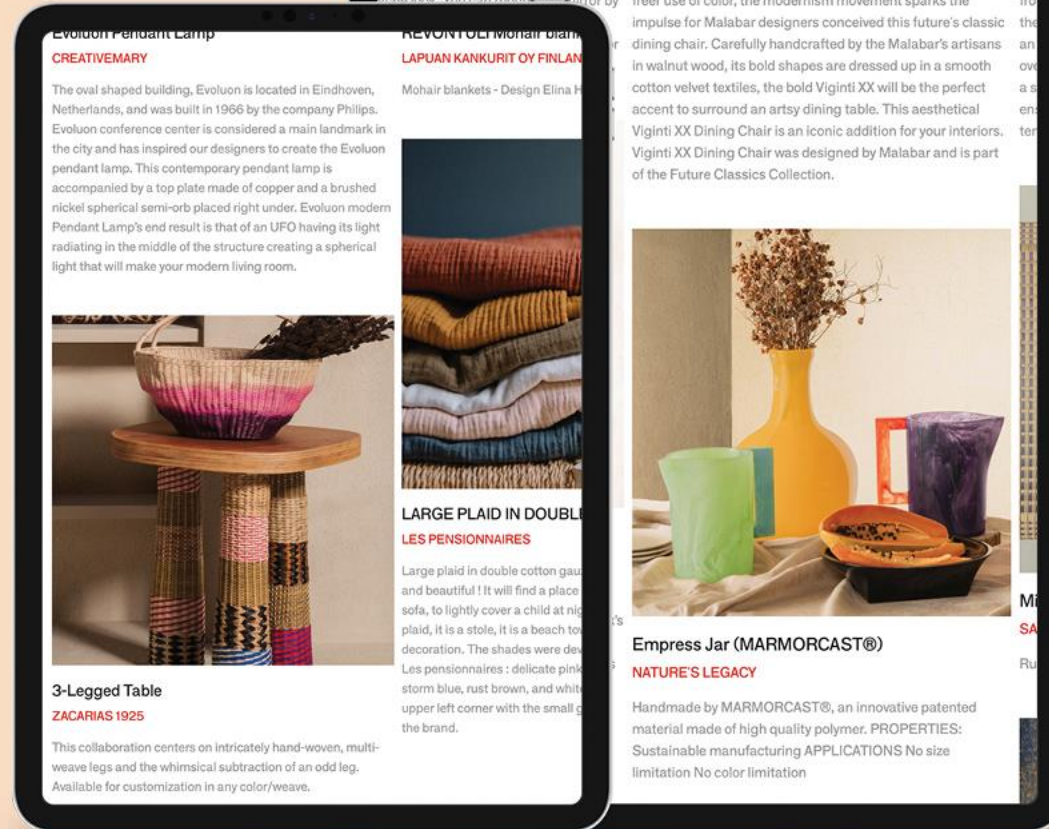 Evoluon Pendant Lamp
CREATIVEMARY
The oval shaped building, Evoluon is located in Eindhoven,
Netherlands, and was built in 1966 by the company Philips.
Evoluon conference center is considered a main landmark in
the city and has inspired our designers to create the Evoluon
pendant lamp. This contemporary pendant lamp is
accompanied by a top plate made of copper and a brushed
nickel spherical semi-orb placed right under. Evoluon modern
Pendant Lamp's end result is that of an UFO having its light
radiating in the middle of the structure creating a spherical
light that will make your modern living room.
3-Legged Table
ZACARIAS 1925
This collaboration centers on intricately hand-woven, multi-
weave legs and the whimsical subtraction of an odd leg.
Available for customization in any color/weave.
REVONTULI Mohair
LAPUAN KANKURIT OY
Mohair blankets - Design Elina
LARGE PLAID IN
LES PENSIONNAIRES
Large plaid in double cotton
and beautiful ! It will find a place
sofa, to lightly cover a child at
plaid, it is a stole, it is a beach
decoration. The shades were
Les pensionnaires : delicate
storm blue, rust brown, and
upper left corner with the small
the brand.
freer use of color, the modernism movement sparks the
impulse for Malabar designers conceived this future's classic
dining chair. Carefully handcrafted by the Malabar's artisans
in walnut wood, its bold shapes are dressed up in a smooth
cotton velvet textiles, the bold Viginti XX will be the perfect
accent to surround an artsy dining table. This aesthetical
Viginti XX Dining Chair is an iconic addition for your interiors.
Viginti XX Dining Chair was designed by Malabar and is part
of the Future Classics Collection.
Empress Jar (MARMORCAST®)
NATURE'S LEGACY
Handmade by MARMORCAST®, an innovative patented
material made of high quality polymer. PROPERTIES:
Sustainable manufacturing APPLICATIONS No size
limitation No color limitation